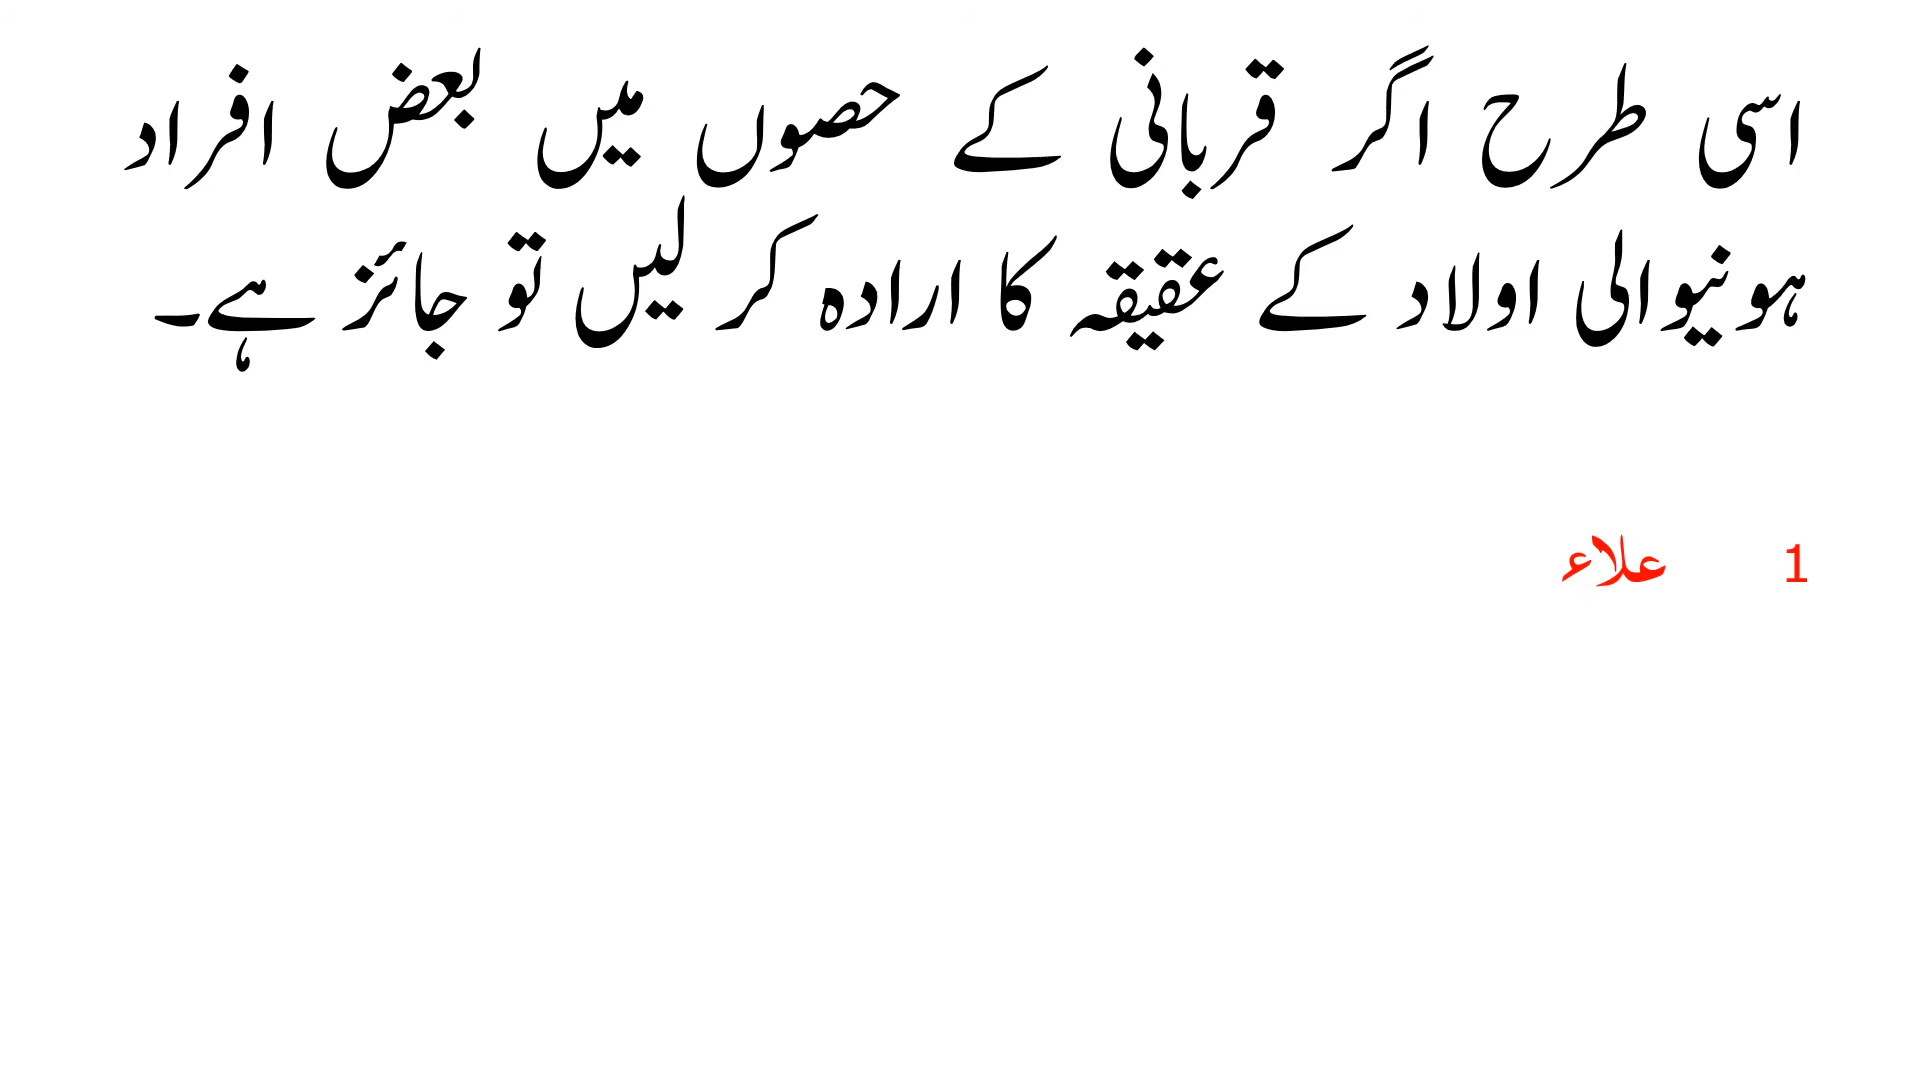 اسی طرح اگر قربانی کے حصوں میں بعض افراد
ہونیوالی اولاد کے عقیقہ کا ارادہ کر لیں تو جائز ہے۔
1 علاء